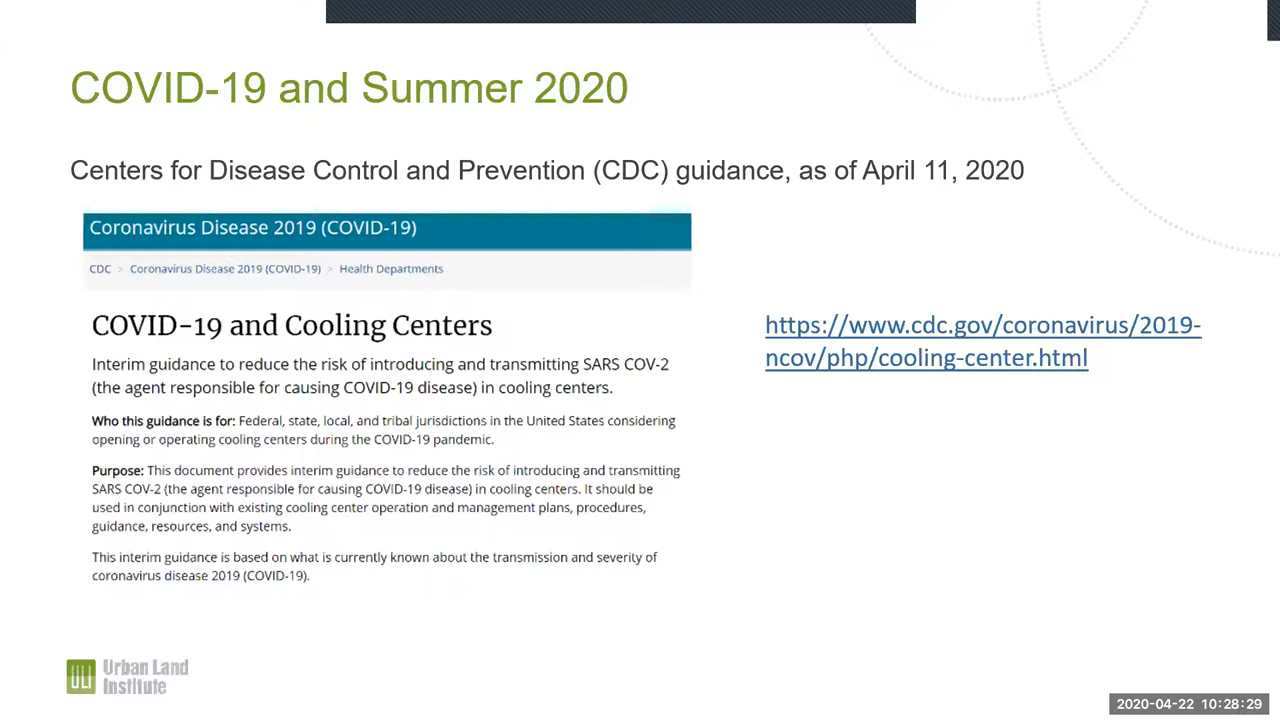 COVID-19 and Summer 2020
Centers for Disease Control and Prevention (CDC) guidance, as of April 11, 2020
Coronavirus Disease 2019 (COVID-19)
CDC > Coronavirus Disease 2019 (COVID-19) > Health Departments
COVID-19 and Cooling Centers
Interim guidance to reduce the risk of introducing and transmitting SARS COV-2
(the agent responsible for causing COVID-19 disease) in cooling centers.
Who this guidance is for: Federal, state, local, and tribal jurisdictions in the United States considering
opening or operating cooling centers during the COVID-19 pandemic.
Purpose: This document provides interim guidance to reduce the risk of introducing and transmitting
SARS COV-2 (the agent responsible for causing COVID-19 disease) in cooling centers. It should be
used in conjunction with existing cooling center operation and management plans, procedures,
guidance, resources, and systems.
This interim guidance is based on what is currently known about the transmission and severity of
coronavirus disease 2019 (COVID-19).
https://www.cdc.gov/coronavirus/2019-
ncov/php/cooling-center.html
ULI Urban Land
Institute
2020-04-22 10:28:29